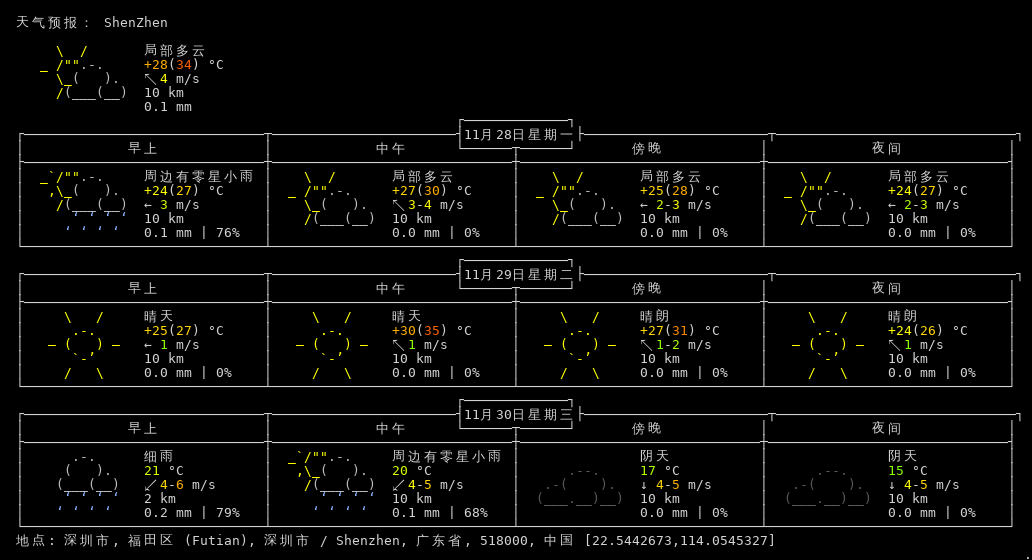 天气预报： ShenZhen
局部多云
+28(34) °C
↖ 4 m/s
10 km
0.1 mm
11月28日星期一
早上 中午 傍晚 夜间
周边有零星小雨 局部多云 局部多云 局部多云
+24(27) °C +27(30) °C +25(28) °C +24(27) °C
← 3 m/s ↖ 3-4 m/s ← 2-3 m/s ← 2-3 m/s
10 km 10 km 10 km 10 km
0.1 mm | 76% 0.0 mm | 0% 0.0 mm | 0% 0.0 mm | 0%
11月29日星期二
早上 中午 傍晚 夜间
晴天 晴天 晴朗 晴朗
+25(27) °C +30(35) °C +27(31) °C +24(26) °C
← 1 m/s ↖ 1 m/s ↖ 1-2 m/s ↖ 1 m/s
10 km 10 km 10 km 10 km
0.0 mm | 0% 0.0 mm | 0% 0.0 mm | 0% 0.0 mm | 0%
11月30日星期三
早上 中午 傍晚 夜间
细雨 周边有零星小雨 阴天 阴天
21 °C 20 °C 17 °C 15 °C
↙ 4-6 m/s ↙ 4-5 m/s ↓ 4-5 m/s ↓ 4-5 m/s
2 km 10 km 10 km 10 km
0.2 mm | 79% 0.1 mm | 68% 0.0 mm | 0% 0.0 mm | 0%
地点: 深圳市, 福田区 (Futian), 深圳市 / Shenzhen, 广东省, 518000, 中国 [22.5442673,114.0545327]